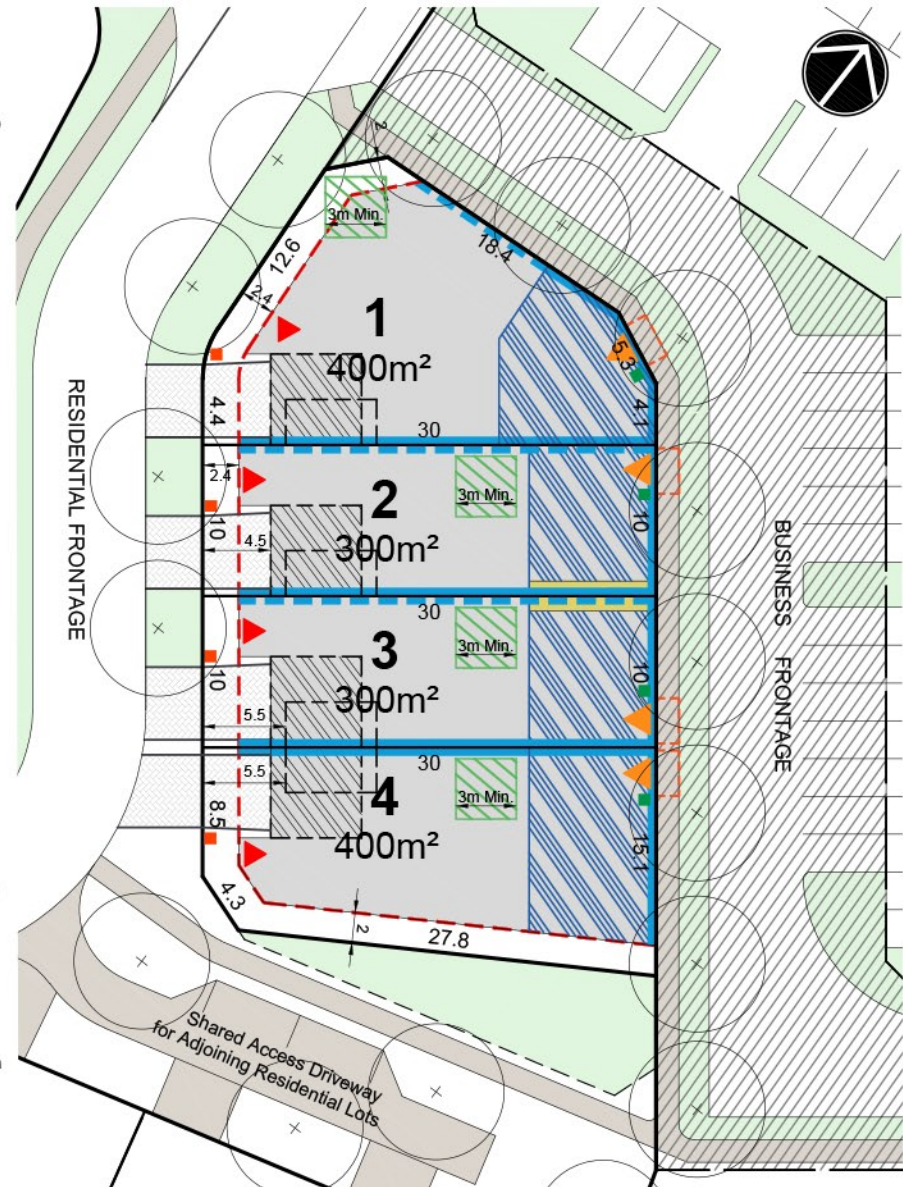 2
3m Min.
12.6
18.4
2.4
1
400m²
5.3
4.4
30
4.1
RESIDENTIAL FRONTAGE
2.4
2
3m Min.
10
10
4.5
300m²
BUSINESS FRONTAGE
30
3
3m Min.
10
10
300m²
5.5
30
5.5
4
3m Min.
8.5
400m²
15.1
4.3
2
27.8
Shared Access Driveway
for Adjoining Residential Lots